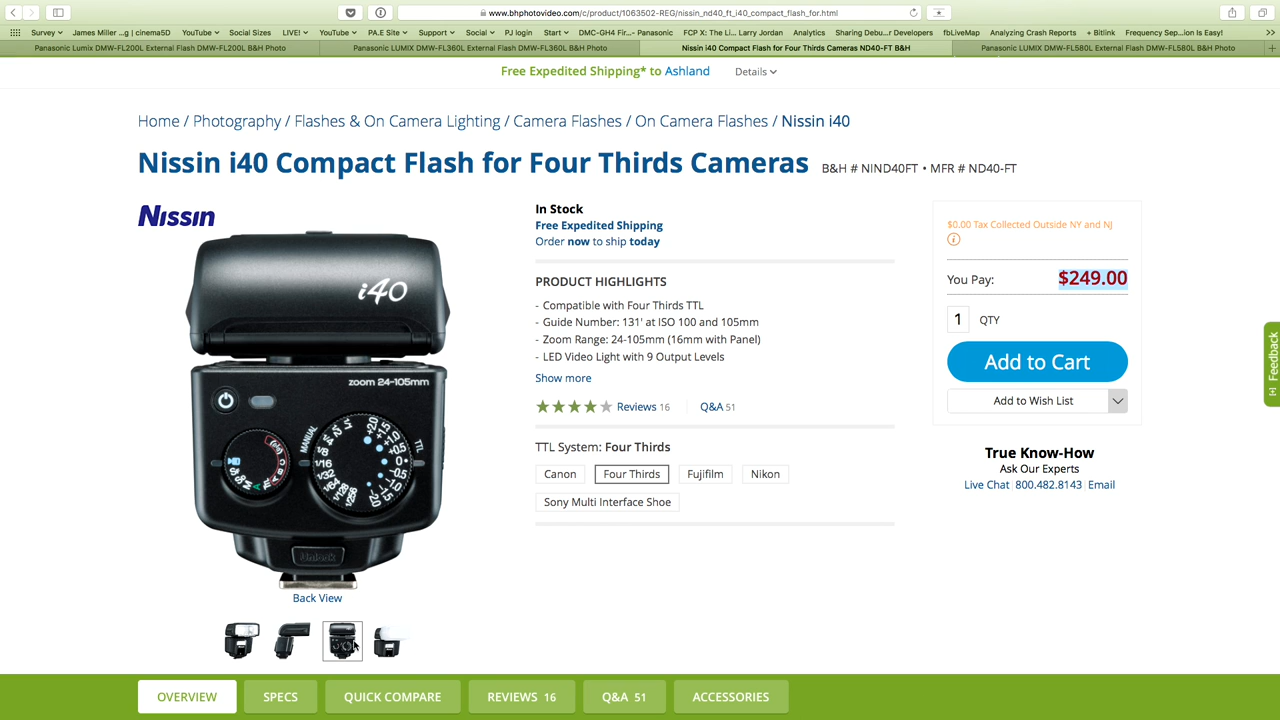 www.bhphotovideo.com/c/product/1063502-REG/nissin_nd40_ft_i40_compact_flash_for.html
Survey James Miller ...g | cinema5D YouTube Social Sizes LIVE! YouTube PA.E Site Support Social PJ login Start DMC-GH4 Fir...- Panasonic FCP X: The Li... Larry Jordan Analytics Sharing Debu...r Developers fbLiveMap Analyzing Crash Reports + Bitlink Frequency Sep...ion Is Easy!
Panasonic Lumix DMW-FL200L External Flash DMW-FL200L B&H Photo Panasonic LUMIX DMW-FL360L External Flash DMW-FL360L B&H Photo Nissin i40 Compact Flash for Four Thirds Cameras ND40-FT B&H Panasonic LUMIX DMW-FL580L External Flash DMW-FL580L B&H Photo
Free Expedited Shipping* to Ashland Details
Home / Photography / Flashes & On Camera Lighting / Camera Flashes / On Camera Flashes / Nissin i40
Nissin i40 Compact Flash for Four Thirds Cameras B&H # NIND40FT • MFR # ND40-FT
Nissin
i40
zoom 24-105mm
MANUAL
TTL
Unlock
Back View
In Stock
Free Expedited Shipping
Order now to ship today
PRODUCT HIGHLIGHTS
- Compatible with Four Thirds TTL
- Guide Number: 131' at ISO 100 and 105mm
- Zoom Range: 24-105mm (16mm with Panel)
- LED Video Light with 9 Output Levels
Show more
Reviews 16 Q&A 51
TTL System: Four Thirds
Canon Four Thirds Fujifilm Nikon
Sony Multi Interface Shoe
$0.00 Tax Collected Outside NY and NJ
You Pay: $249.00
1 QTY
Add to Cart
Add to Wish List
True Know-How
Ask Our Experts
Live Chat 800.482.8143 Email
[+] Feedback
OVERVIEW SPECS QUICK COMPARE REVIEWS 16 Q&A 51 ACCESSORIES